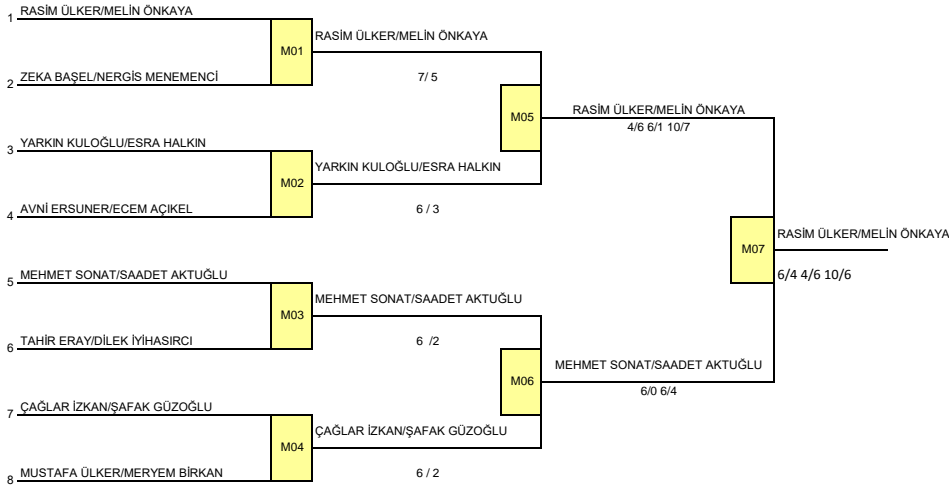 1 RASİM ÜLKER/MELİN ÖNKAYA
M01
RASİM ÜLKER/MELİN ÖNKAYA
2 ZEKA BAŞEL/NERGİS MENEMENCİ
7/ 5
M05
RASİM ÜLKER/MELİN ÖNKAYA
4/6 6/1 10/7
3 YARKIN KULOĞLU/ESRA HALKIN
M02
YARKIN KULOĞLU/ESRA HALKIN
4 AVNİ ERSUNER/ECEM AÇIKEL
6 / 3
M07
RASİM ÜLKER/MELİN ÖNKAYA
6/4 4/6 10/6
5 MEHMET SONAT/SAADET AKTUĞLU
M03
MEHMET SONAT/SAADET AKTUĞLU
6 TAHİR ERAY/DİLEK İYİHASIRCI
6 /2
M06
MEHMET SONAT/SAADET AKTUĞLU
6/0 6/4
7 ÇAĞLAR İZKAN/ŞAFAK GÜZOĞLU
M04
ÇAĞLAR İZKAN/ŞAFAK GÜZOĞLU
8 MUSTAFA ÜLKER/MERYEM BİRKAN
6 / 2